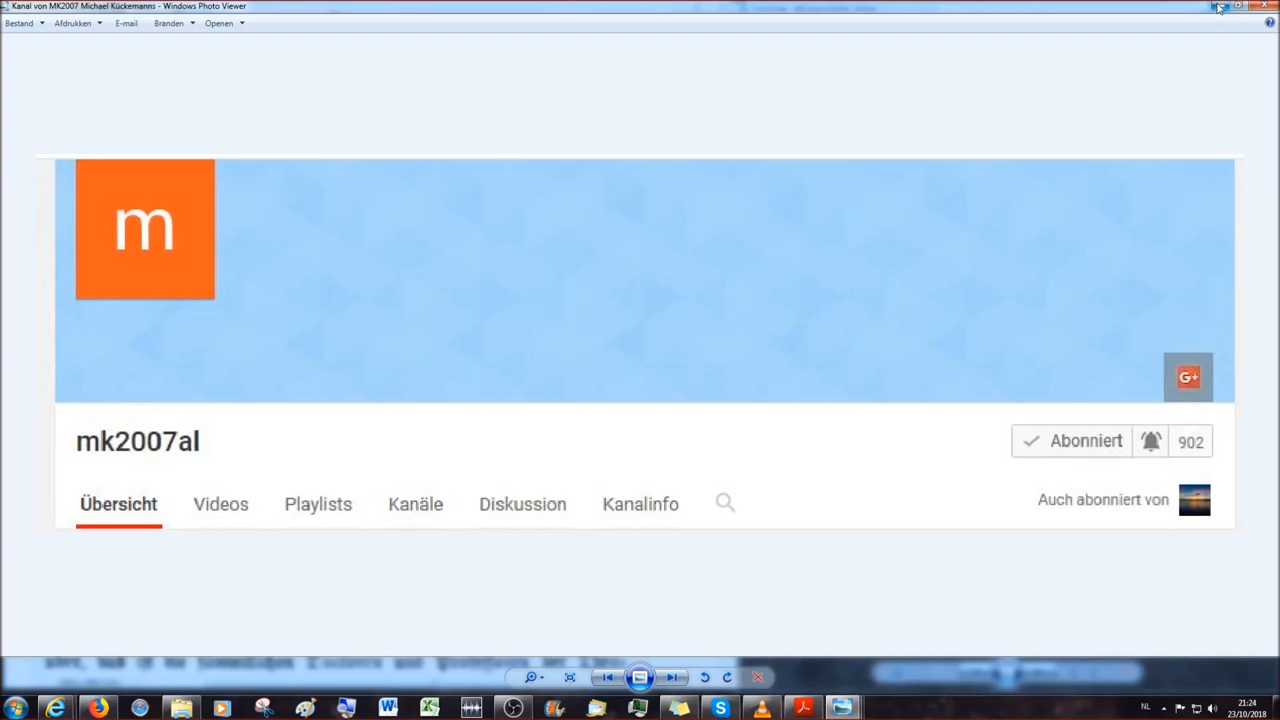 Kanal von MK2007 Michael Kückemanns - Windows Photo Viewer
Bestand Afdrukken E-mail Branden Openen
m
G+
mk2007al
Abonniert 902
Übersicht Videos Playlists Kanäle Diskussion Kanalinfo
Auch abonniert von
NL 21:24
23/10/2018